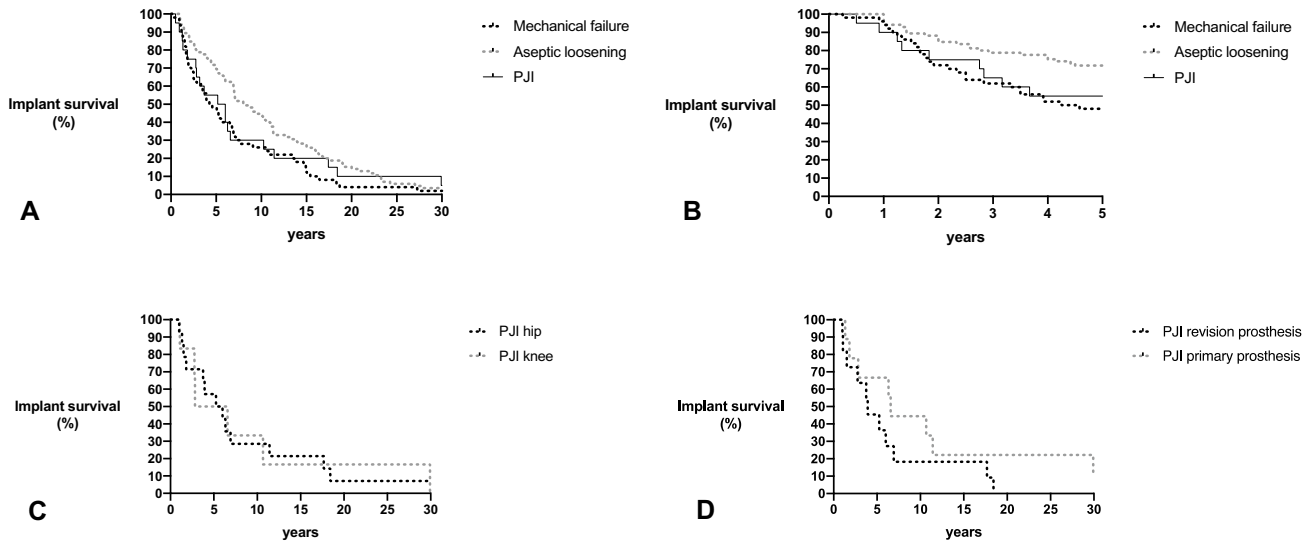 100
90
80
70
60
50
40
30
20
10
0
Implant survival
(%)
0 5 10 15 20 25 30
years
Mechanical failure
Aseptic loosening
PJI
A
100
90
80
70
60
50
40
30
20
10
0
Implant survival
(%)
0 1 2 3 4 5
years
Mechanical failure
Aseptic loosening
PJI
B
100
90
80
70
60
50
40
30
20
10
0
Implant survival
(%)
0 5 10 15 20 25 30
years
PJI hip
PJI knee
C
100
90
80
70
60
50
40
30
20
10
0
Implant survival
(%)
0 5 10 15 20 25 30
years
PJI revision prosthesis
PJI primary prosthesis
D